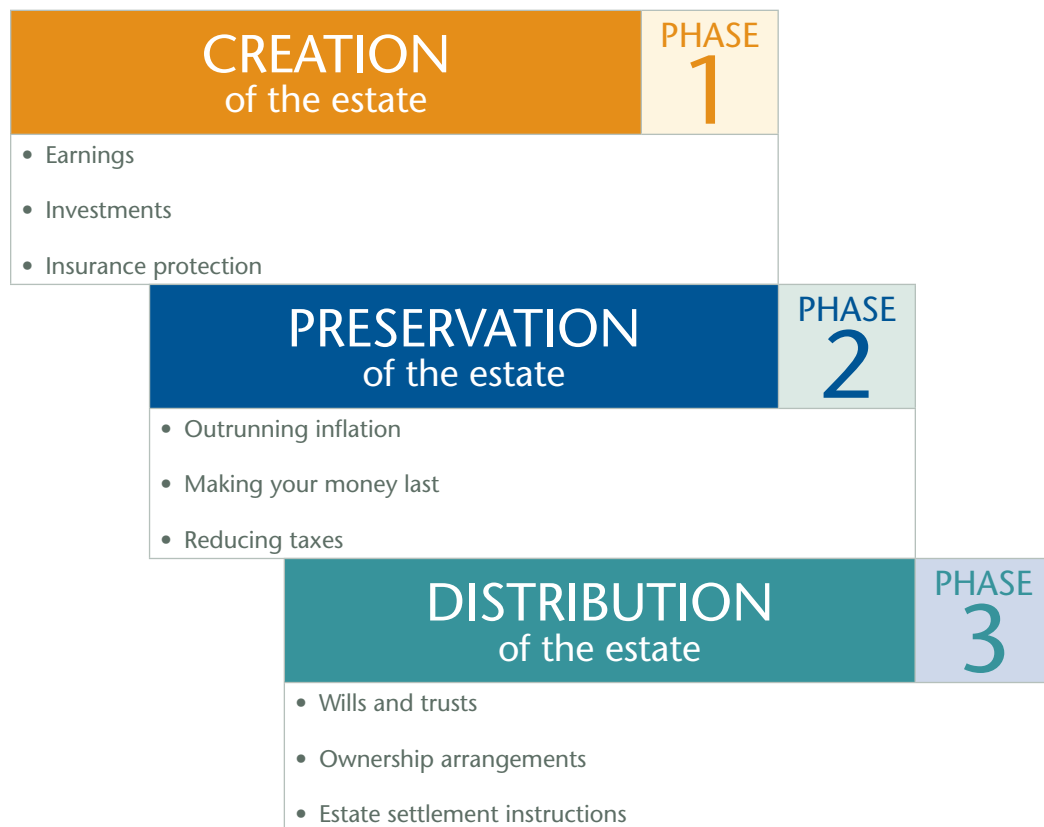 CREATION
of the estate
PHASE
1
• Earnings
• Investments
• Insurance protection
PRESERVATION
of the estate
PHASE
2
• Outrunning inflation
• Making your money last
• Reducing taxes
DISTRIBUTION
of the estate
PHASE
3
• Wills and trusts
• Ownership arrangements
• Estate settlement instructions